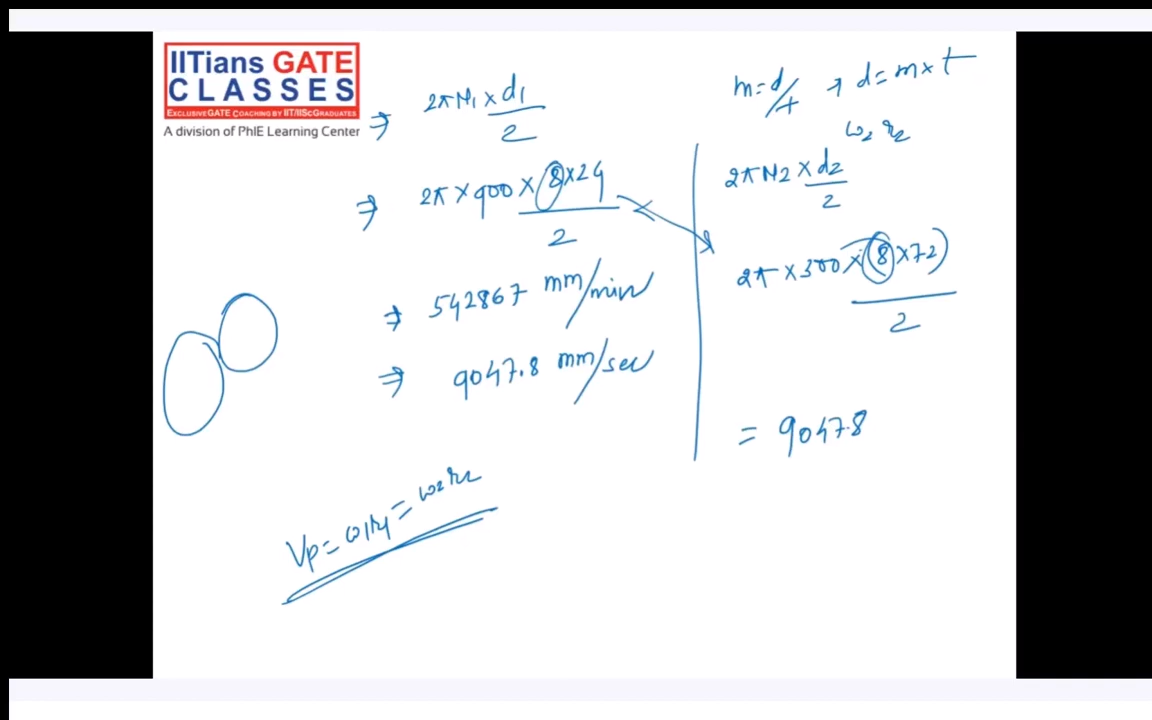 IITians GATE
CLASSES
EXCLUSIVE GATE COACHING BY IIT/IISC GRADUATES
A division of PhIE Learning Center
⇒ 2πN₁ × d₁/2
⇒ 2π × 900 × 8×24/2
⇒ 542867 mm/min
⇒ 9047.8 mm/sec
Vp = ω₁r₁ = ω₂r₂
m = d/t → d = m × t
ω₂ r₂
2πN2 × d2/2
2π × 300 × (8×72)/2
= 9047.8